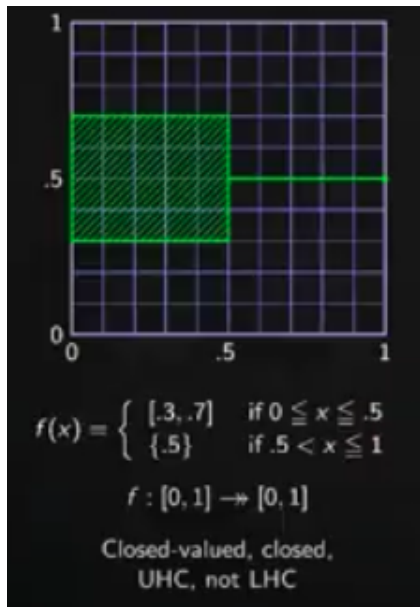 1
.5
0
0 .5 1
f(x) = { [.3, .7] if 0 ≦ x ≦ .5
{.5} if .5 < x ≦ 1
f : [0, 1] ↠ [0, 1]
Closed-valued, closed,
UHC, not LHC